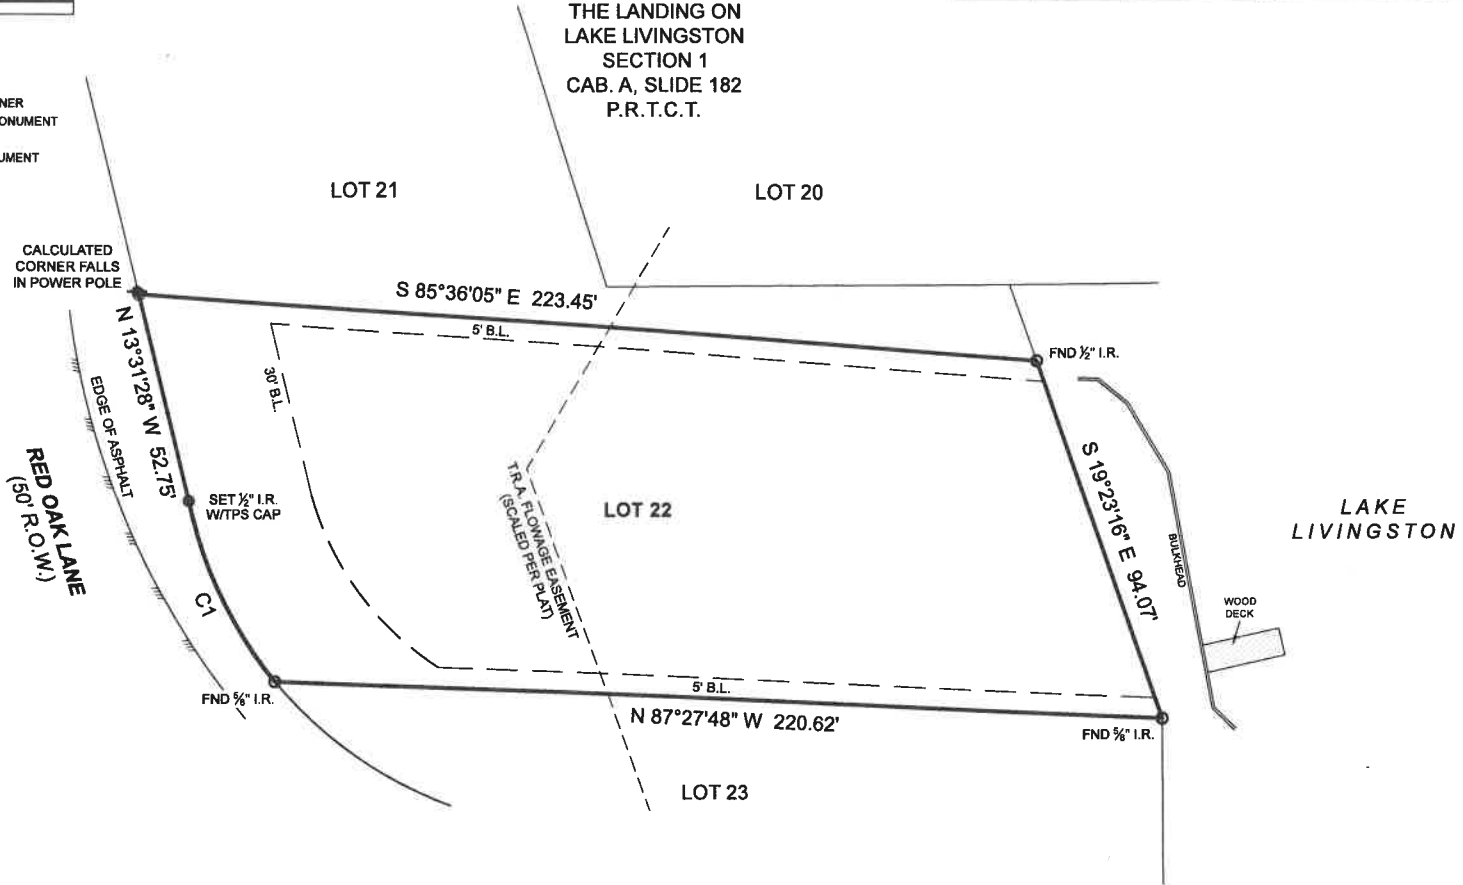 THE LANDING ON
LAKE LIVINGSTON
SECTION 1
CAB. A, SLIDE 182
P.R.T.C.T.
NER
ONUMENT
UMENT
LOT 21
LOT 20
CALCULATED
CORNER FALLS
IN POWER POLE
S 85°36'05" E 223.45'
5' B.L.
FND ½" I.R.
N 13°31'28" W 52.75'
30' B.L.
EDGE OF ASPHALT
RED OAK LANE
(50' R.O.W.)
SET ½" I.R.
W/TPS CAP
T.R.A. FLOWAGE EASEMENT
(SCALED PER PLAT)
LOT 22
S 19°23'16" E 94.07'
BULKHEAD
LAKE
LIVINGSTON
WOOD
DECK
C1
FND ⅝" I.R.
5' B.L.
N 87°27'48" W 220.62'
FND ⅝" I.R.
LOT 23